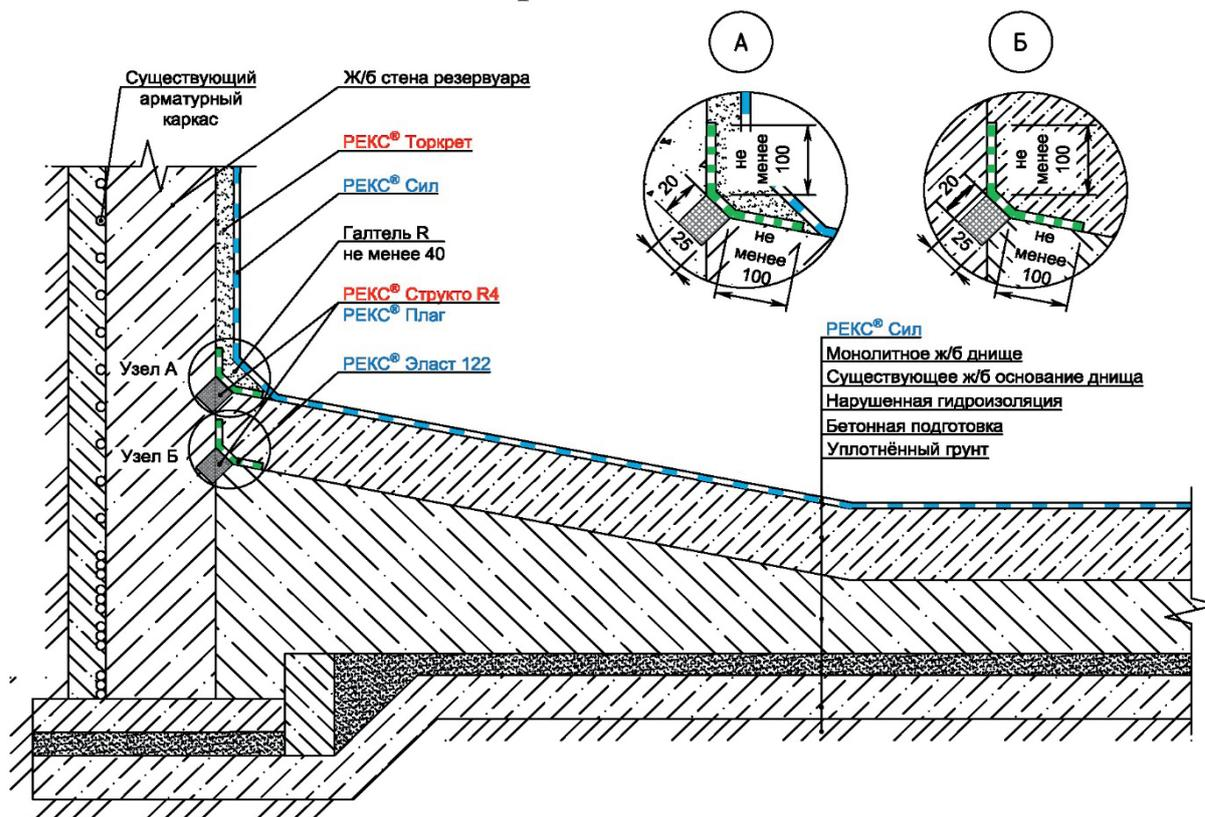 А
Б
Существующий
арматурный
каркас
Ж/б стена резервуара
РЕКС® Торкрет
РЕКС® Сил
Галтель R
не менее 40
РЕКС® Структо R4
РЕКС® Плаг
РЕКС® Эласт 122
Узел А
Узел Б
не
менее
100
20
25
не
менее
100
не
менее
100
20
25
не
менее
100
РЕКС® Сил
Монолитное ж/б днище
Существующее ж/б основание днища
Нарушенная гидроизоляция
Бетонная подготовка
Уплотнённый грунт